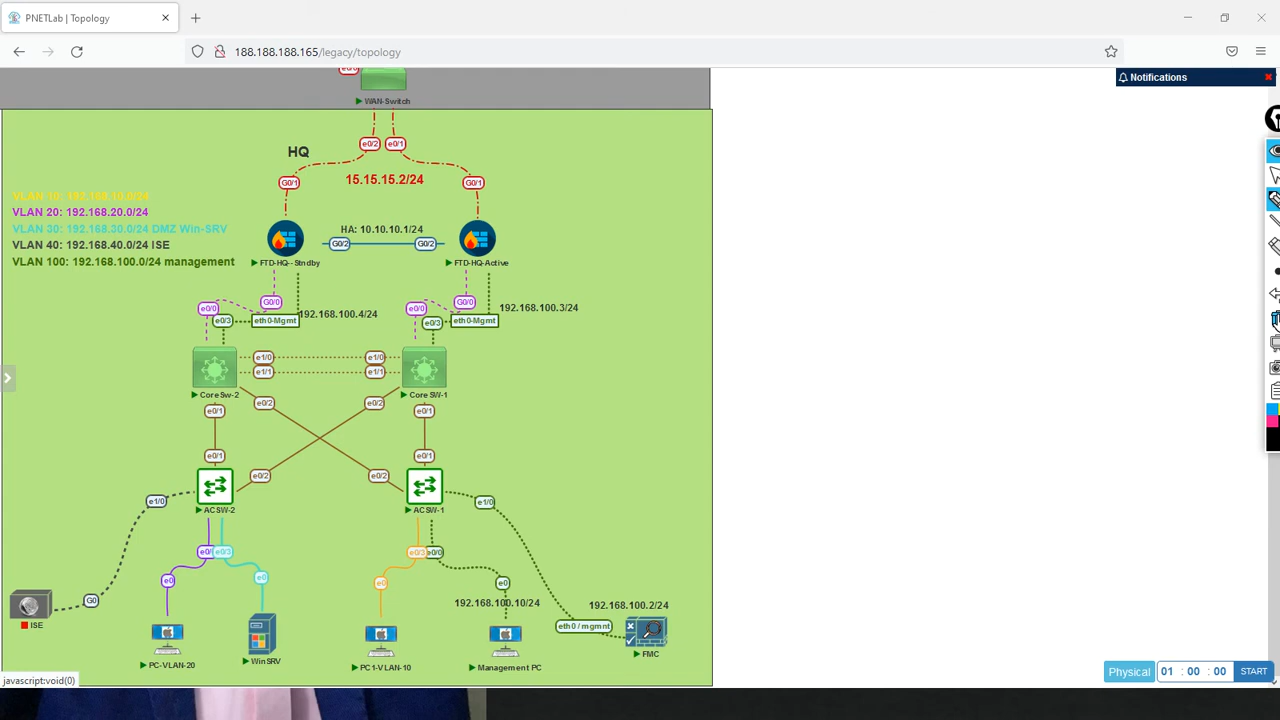 PNETLab | Topology
188.188.188.165/legacy/topology
Notifications
e0/0
WAN-Switch
e0/2 e0/1
HQ
G0/1 15.15.15.2/24 G0/1
VLAN 10: 192.168.10.0/24
VLAN 20: 192.168.20.0/24
VLAN 30: 192.168.30.0/24 DMZ Win-SRV
VLAN 40: 192.168.40.0/24 ISE
VLAN 100: 192.168.100.0/24 management
HA: 10.10.10.1/24
G0/2 G0/2
FTD-HQ--Stndby FTD-HQ-Active
e0/0 G0/0 e0/0 G0/0
192.168.100.4/24 192.168.100.3/24
e0/3 eth0-Mgmt e0/3 eth0-Mgmt
e1/0 e1/0
e1/1 e1/1
CoreSw-2 CoreSW-1
e0/2 e0/2
e0/1 e0/1
e0/1 e0/1
e0/2 e0/2
e1/0 e1/0
ACSW-2 ACSW-1
e0/3 e0/3 e0/0
e0 e0 e0 e0
G0
192.168.100.10/24 192.168.100.2/24
ISE
eth0 / mgmnt
PC-VLAN-20 WinSRV PC1-VLAN-10 Management PC FMC
Physical 01 : 00 : 00 START
javascript:void(0)